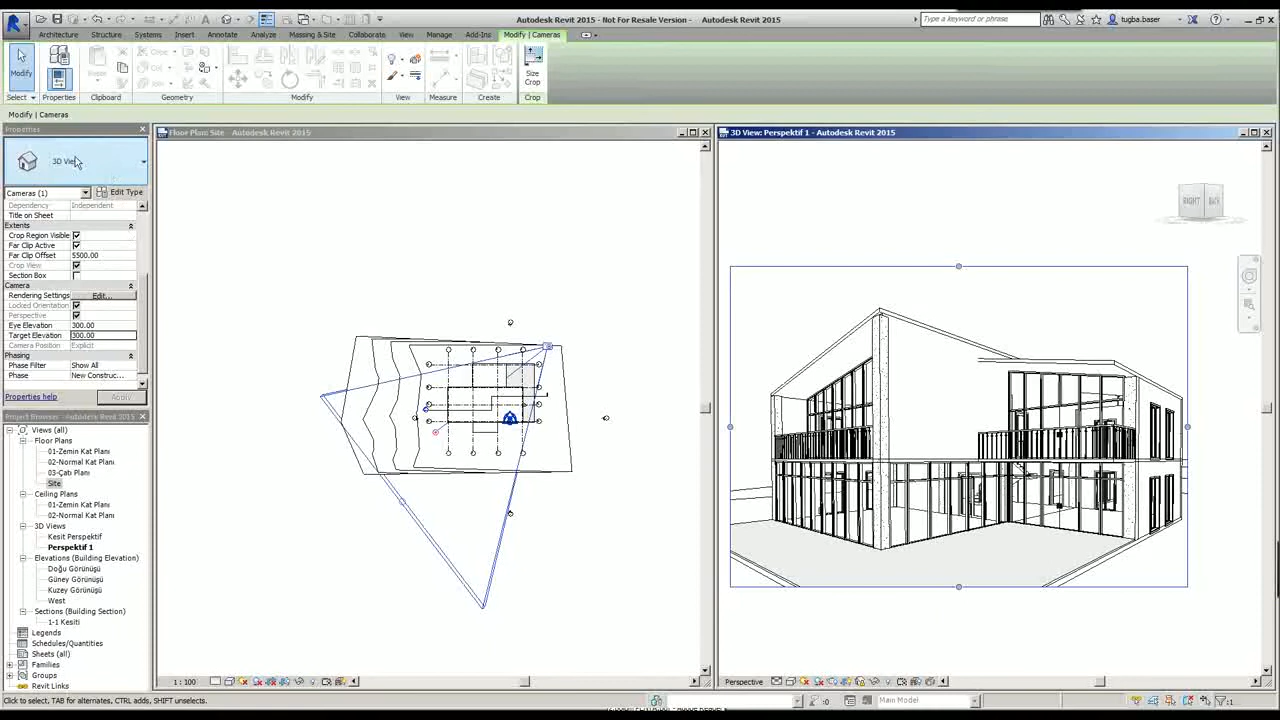 Autodesk Revit 2015 - Not For Resale Version -    Autodesk Revit 2015
Type a keyword or phrase
tugba.baser
Architecture Structure Systems Insert Annotate Analyze Massing & Site Collaborate View Manage Add-Ins Modify | Cameras
Modify
Paste
Cope
Cut
Join
Size
Crop
Select Properties Clipboard Geometry Modify View Measure Create Crop
Modify | Cameras
Properties
3D View
Cameras (1)
Edit Type
Dependency Independent
Title on Sheet
Extents
Crop Region Visible
Far Clip Active
Far Clip Offset 5500.00
Crop View
Section Box
Camera
Rendering Settings Edit...
Locked Orientation
Perspective
Eye Elevation 300.00
Target Elevation 300.00
Camera Position Explicit
Phasing
Phase Filter Show All
Phase New Construc...
Properties help
Apply
Project Browser - Autodesk Revit 2015
Views (all)
Floor Plans
01-Zemin Kat Planı
02-Normal Kat Planı
03-Çatı Planı
Site
Ceiling Plans
01-Zemin Kat Planı
02-Normal Kat Planı
3D Views
Kesit Perspektif
Perspektif 1
Elevations (Building Elevation)
Doğu Görünüşü
Güney Görünüşü
Kuzey Görünüşü
West
Sections (Building Section)
1-1 Kesiti
Legends
Schedules/Quantities
Sheets (all)
Families
Groups
Revit Links
Floor Plan: Site - Autodesk Revit 2015
1 : 100
3D View: Perspektif 1 - Autodesk Revit 2015
RIGHT
BACK
Perspective
Click to select, TAB for alternates, CTRL adds, SHIFT unselects.
:0
Main Model
:1